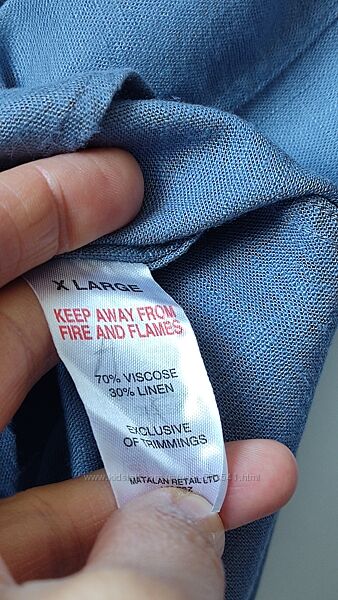 X LARGE
KEEP AWAY FROM
FIRE AND FLAMES
70% VISCOSE
30% LINEN
EXCLUSIVE
OF TRIMMINGS
MATALAN RETAIL LTD